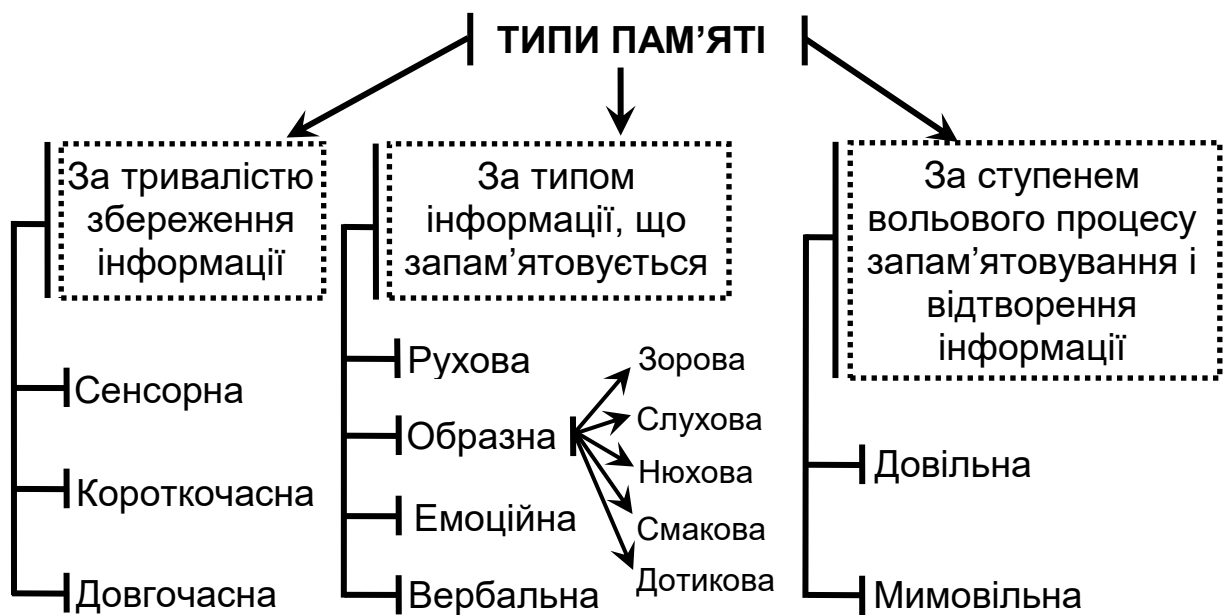 ТИПИ ПАМ’ЯТІ
За тривалістю
збереження
інформації
Сенсорна
Короткочасна
Довгочасна
За типом
інформації, що
запам’ятовується
Рухова
Образна
Емоційна
Вербальна
Зорова
Слухова
Нюхова
Смакова
Дотикова
За ступенем
вольового процесу
запам’ятовування і
відтворення
інформації
Довільна
Мимовільна